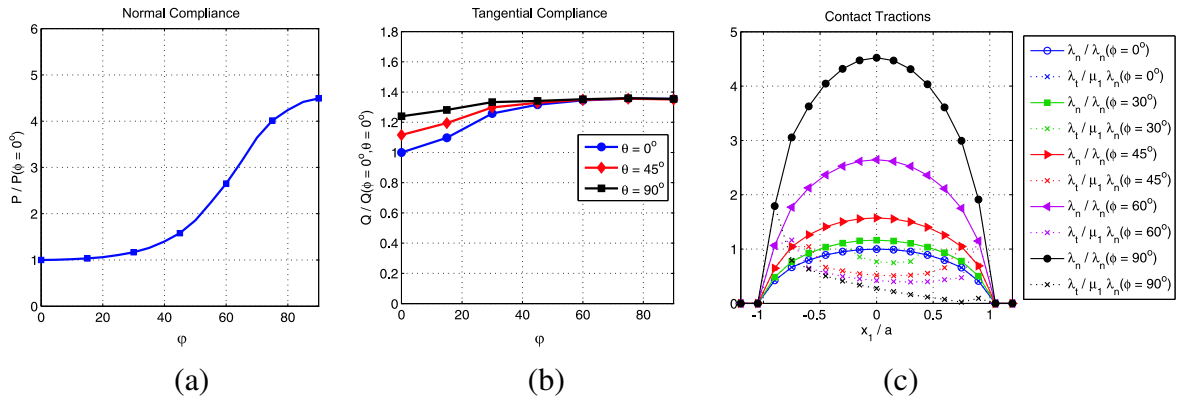 Normal Compliance
P / P(ϕ = 0°)
6
5
4
3
2
1
0
0 20 40 60 80
φ
(a)
Tangential Compliance
Q / Q(ϕ = 0°,θ = 0°)
1.8
1.6
1.4
1.2
1
0.8
0.6
0.4
0.2
0
0 20 40 60 80
φ
θ = 0°
θ = 45°
θ = 90°
(b)
Contact Tractions
5
4
3
2
1
0
-1 -0.5 0 0.5 1
x₁ / a
λₙ / λₙ(ϕ = 0°)
λₜ / μ₁ λₙ(ϕ = 0°)
λₙ / λₙ(ϕ = 30°)
λₜ / μ₁ λₙ(ϕ = 30°)
λₙ / λₙ(ϕ = 45°)
λₜ / μ₁ λₙ(ϕ = 45°)
λₙ / λₙ(ϕ = 60°)
λₜ / μ₁ λₙ(ϕ = 60°)
λₙ / λₙ(ϕ = 90°)
λₜ / μ₁ λₙ(ϕ = 90°)
(c)